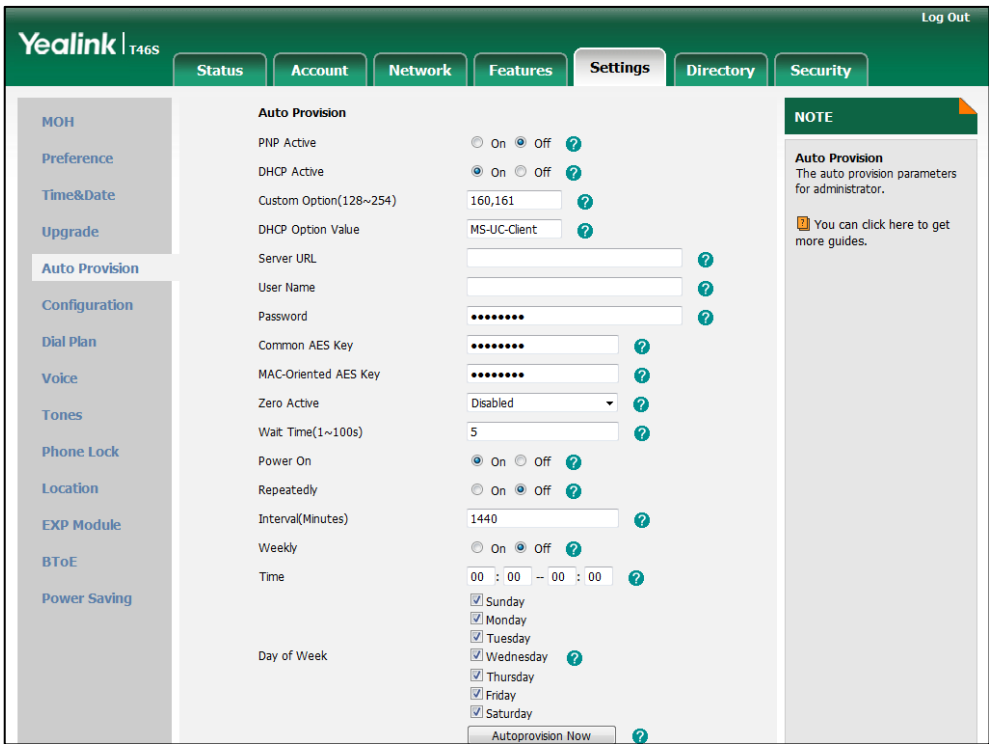 Log Out
Yealink | T46S
Status Account Network Features Settings Directory Security
MOH
Preference
Time&Date
Upgrade
Auto Provision
Configuration
Dial Plan
Voice
Tones
Phone Lock
Location
EXP Module
BToE
Power Saving
Auto Provision
PNP Active On Off ?
DHCP Active On Off ?
Custom Option(128~254) 160,161 ?
DHCP Option Value MS-UC-Client ?
Server URL ?
User Name ?
Password •••••••• ?
Common AES Key •••••••• ?
MAC-Oriented AES Key •••••••• ?
Zero Active Disabled ?
Wait Time(1~100s) 5 ?
Power On On Off ?
Repeatedly On Off ?
Interval(Minutes) 1440 ?
Weekly On Off ?
Time 00 : 00 -- 00 : 00 ?
Sunday
Monday
Tuesday
Day of Week Wednesday ?
Thursday
Friday
Saturday
Autoprovision Now ?
NOTE
Auto Provision
The auto provision parameters
for administrator.
? You can click here to get
more guides.